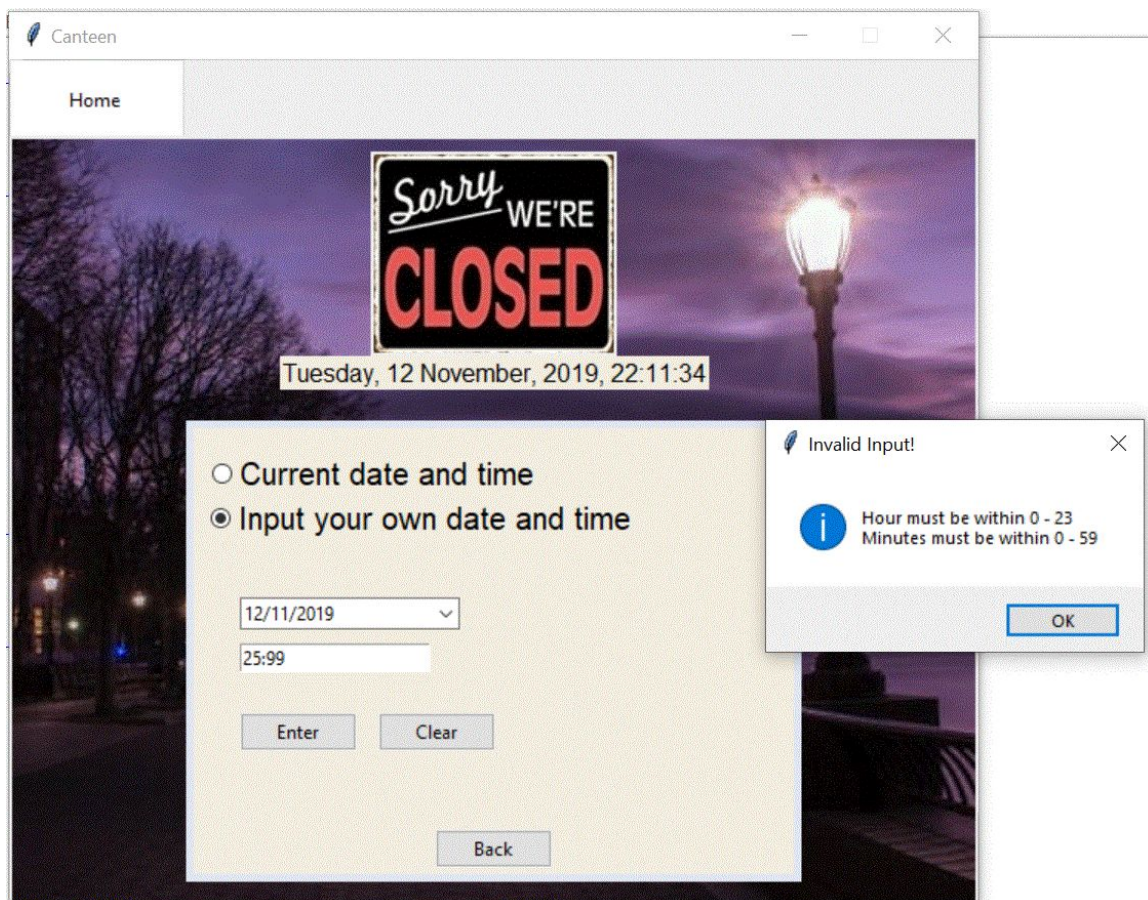 Canteen
Home
Sorry
WE'RE
CLOSED
Tuesday, 12 November, 2019, 22:11:34
Current date and time
Input your own date and time
12/11/2019
25:99
Enter
Clear
Back
Invalid Input!
Hour must be within 0 - 23
Minutes must be within 0 - 59
OK